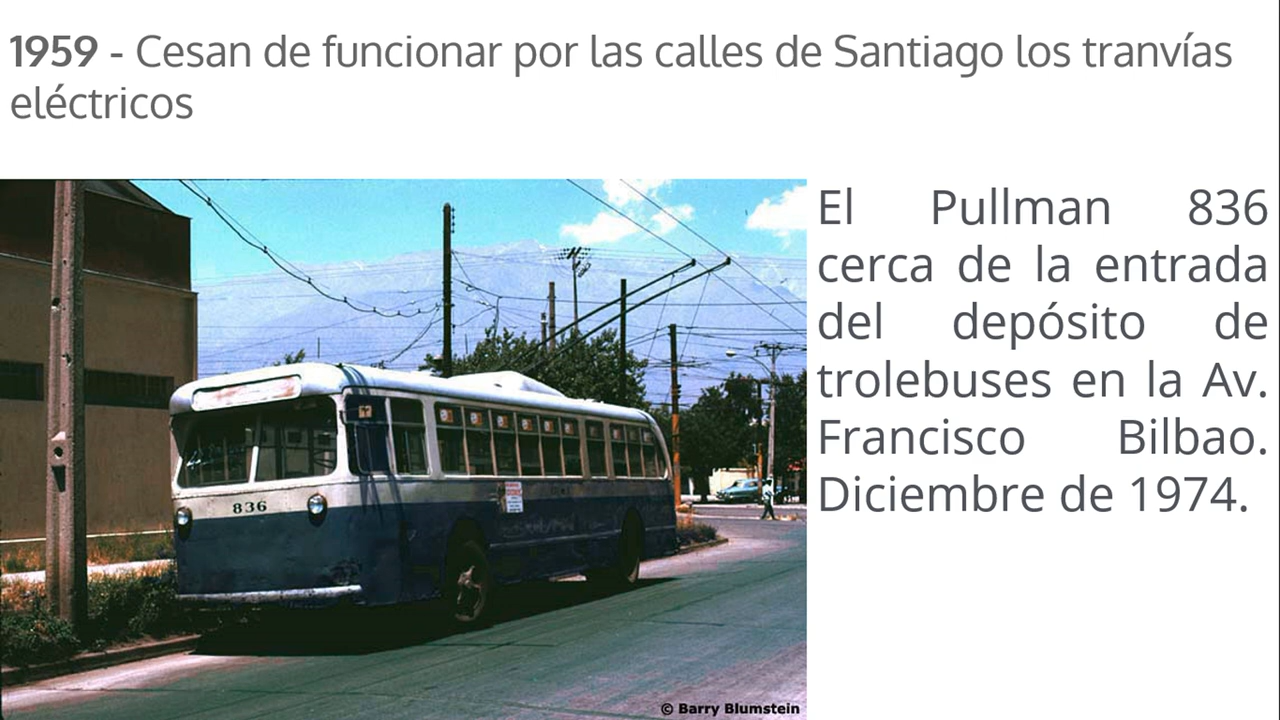 1959 - Cesan de funcionar por las calles de Santiago los tranvías
eléctricos
El Pullman 836
cerca de la entrada
del depósito de
trolebuses en la Av.
Francisco Bilbao.
Diciembre de 1974.
836
© Barry Blumstein